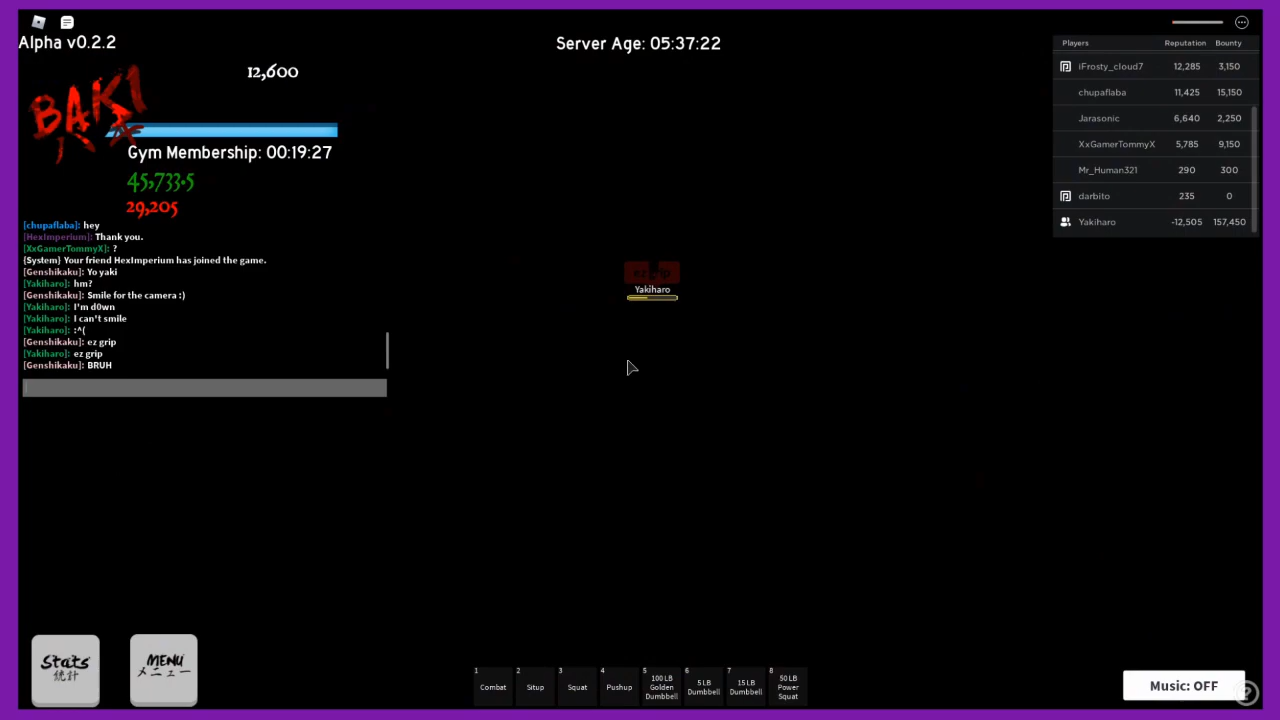 Alpha v0.2.2
Server Age: 05:37:22
12,600
BAKI
Gym Membership: 00:19:27
45,733.5
29,205
[chupaflaba]: hey
[HexImperium]: Thank you.
[XxGamerTommyX]: ?
{System} Your friend HexImperium has joined the game.
[Genshikaku]: Yo yaki
[Yakiharo]: hm?
[Genshikaku]: Smile for the camera :)
[Yakiharo]: I'm d0wn
[Yakiharo]: I can't smile
[Yakiharo]: :^(
[Genshikaku]: ez grip
[Yakiharo]: ez grip
[Genshikaku]: BRUH
Players Reputation Bounty
iFrosty_cloud7 12,285 3,150
chupaflaba 11,425 15,150
Jarasonic 6,640 2,250
XxGamerTommyX 5,785 9,150
Mr_Human321 290 300
darbito 235 0
Yakiharo -12,505 157,450
ez grip
Yakiharo
Stats
統計
MENU
メニュー
1 Combat
2 Situp
3 Squat
4 Pushup
5 100 LB Golden Dumbbell
6 5 LB Dumbbell
7 15 LB Dumbbell
8 50 LB Power Squat
Music: OFF
?